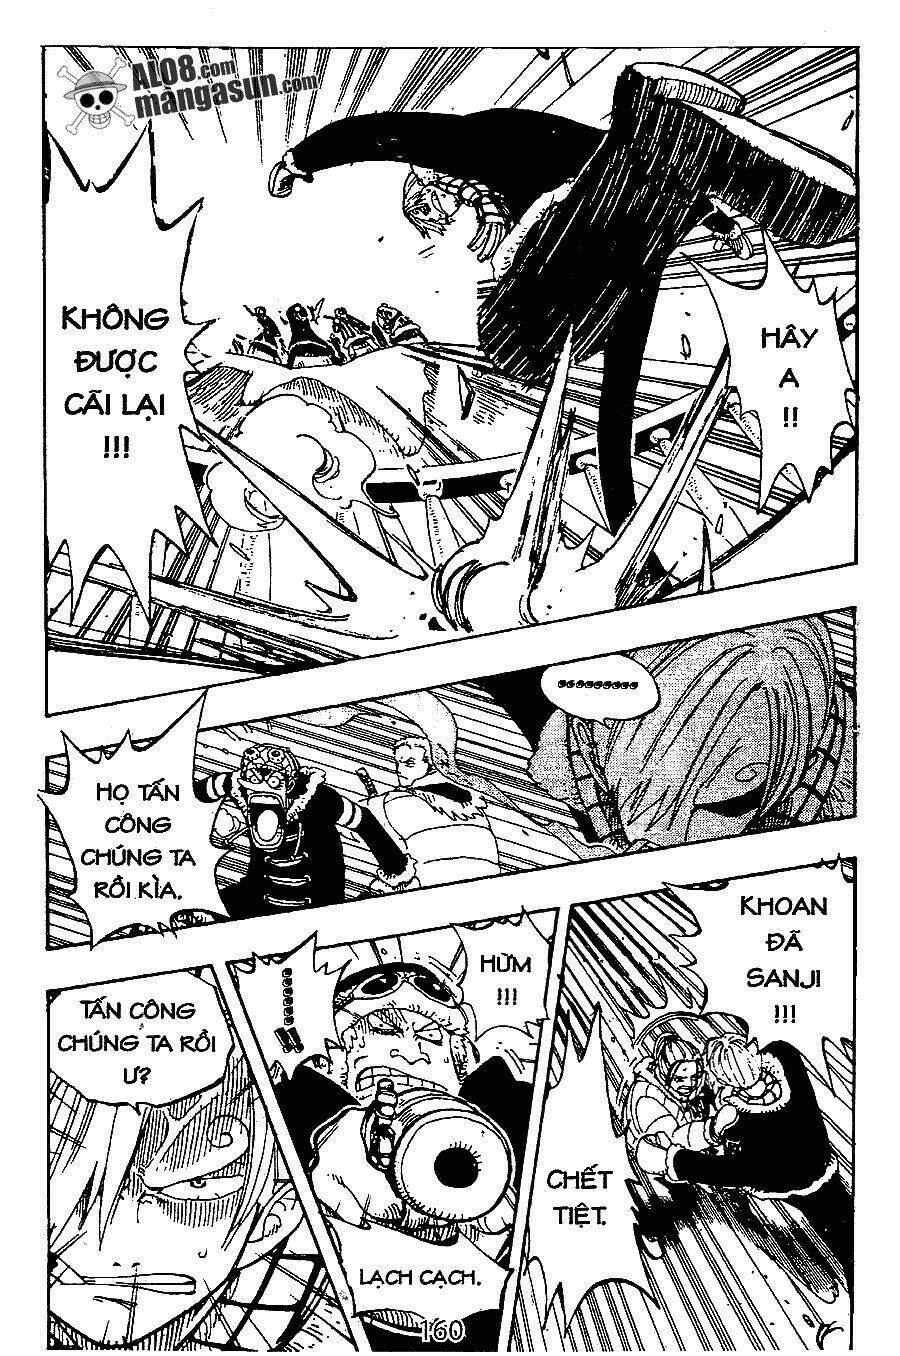 AL08.com
mangasun.com
HÂY
A
!!
KHÔNG
ĐƯỢC
CÃI LẠI
!!!
.........
HỌ TẤN
CÔNG
CHÚNG TA
RỒI KÌA.
KHOAN
ĐÃ
SANJI
!!!
CHẾT
TIỆT.
HỪM
!!!
.......!!
LẠCH CẠCH.
TẤN CÔNG
CHÚNG TA RỒI
Ư?
160